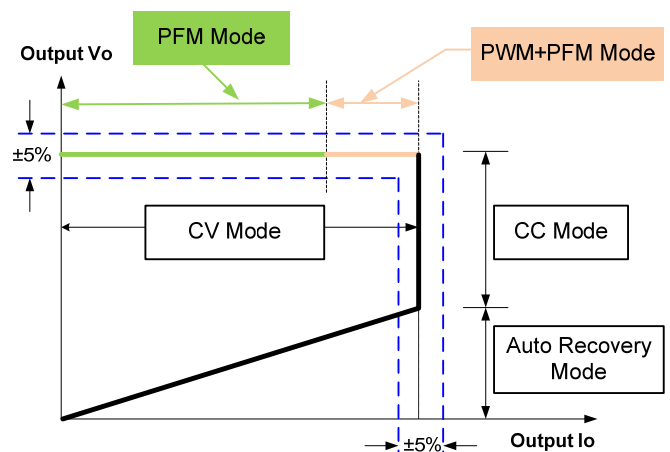 PFM Mode
Output Vo
PWM+PFM Mode
±5%
CV Mode
CC Mode
Auto Recovery
Mode
±5%
Output Io